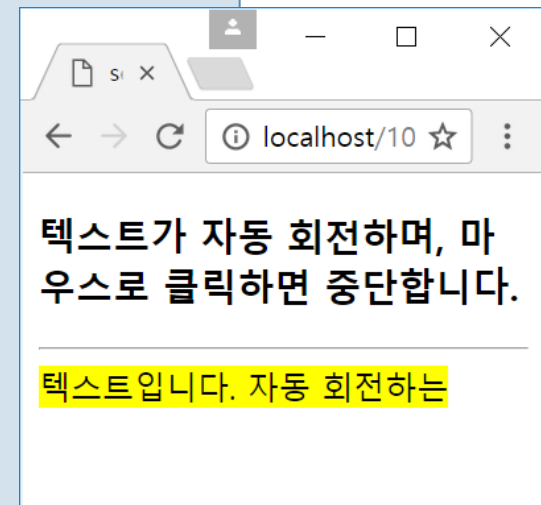 localhost/10
텍스트가 자동 회전하며, 마
우스로 클릭하면 중단합니다.
텍스트입니다. 자동 회전하는